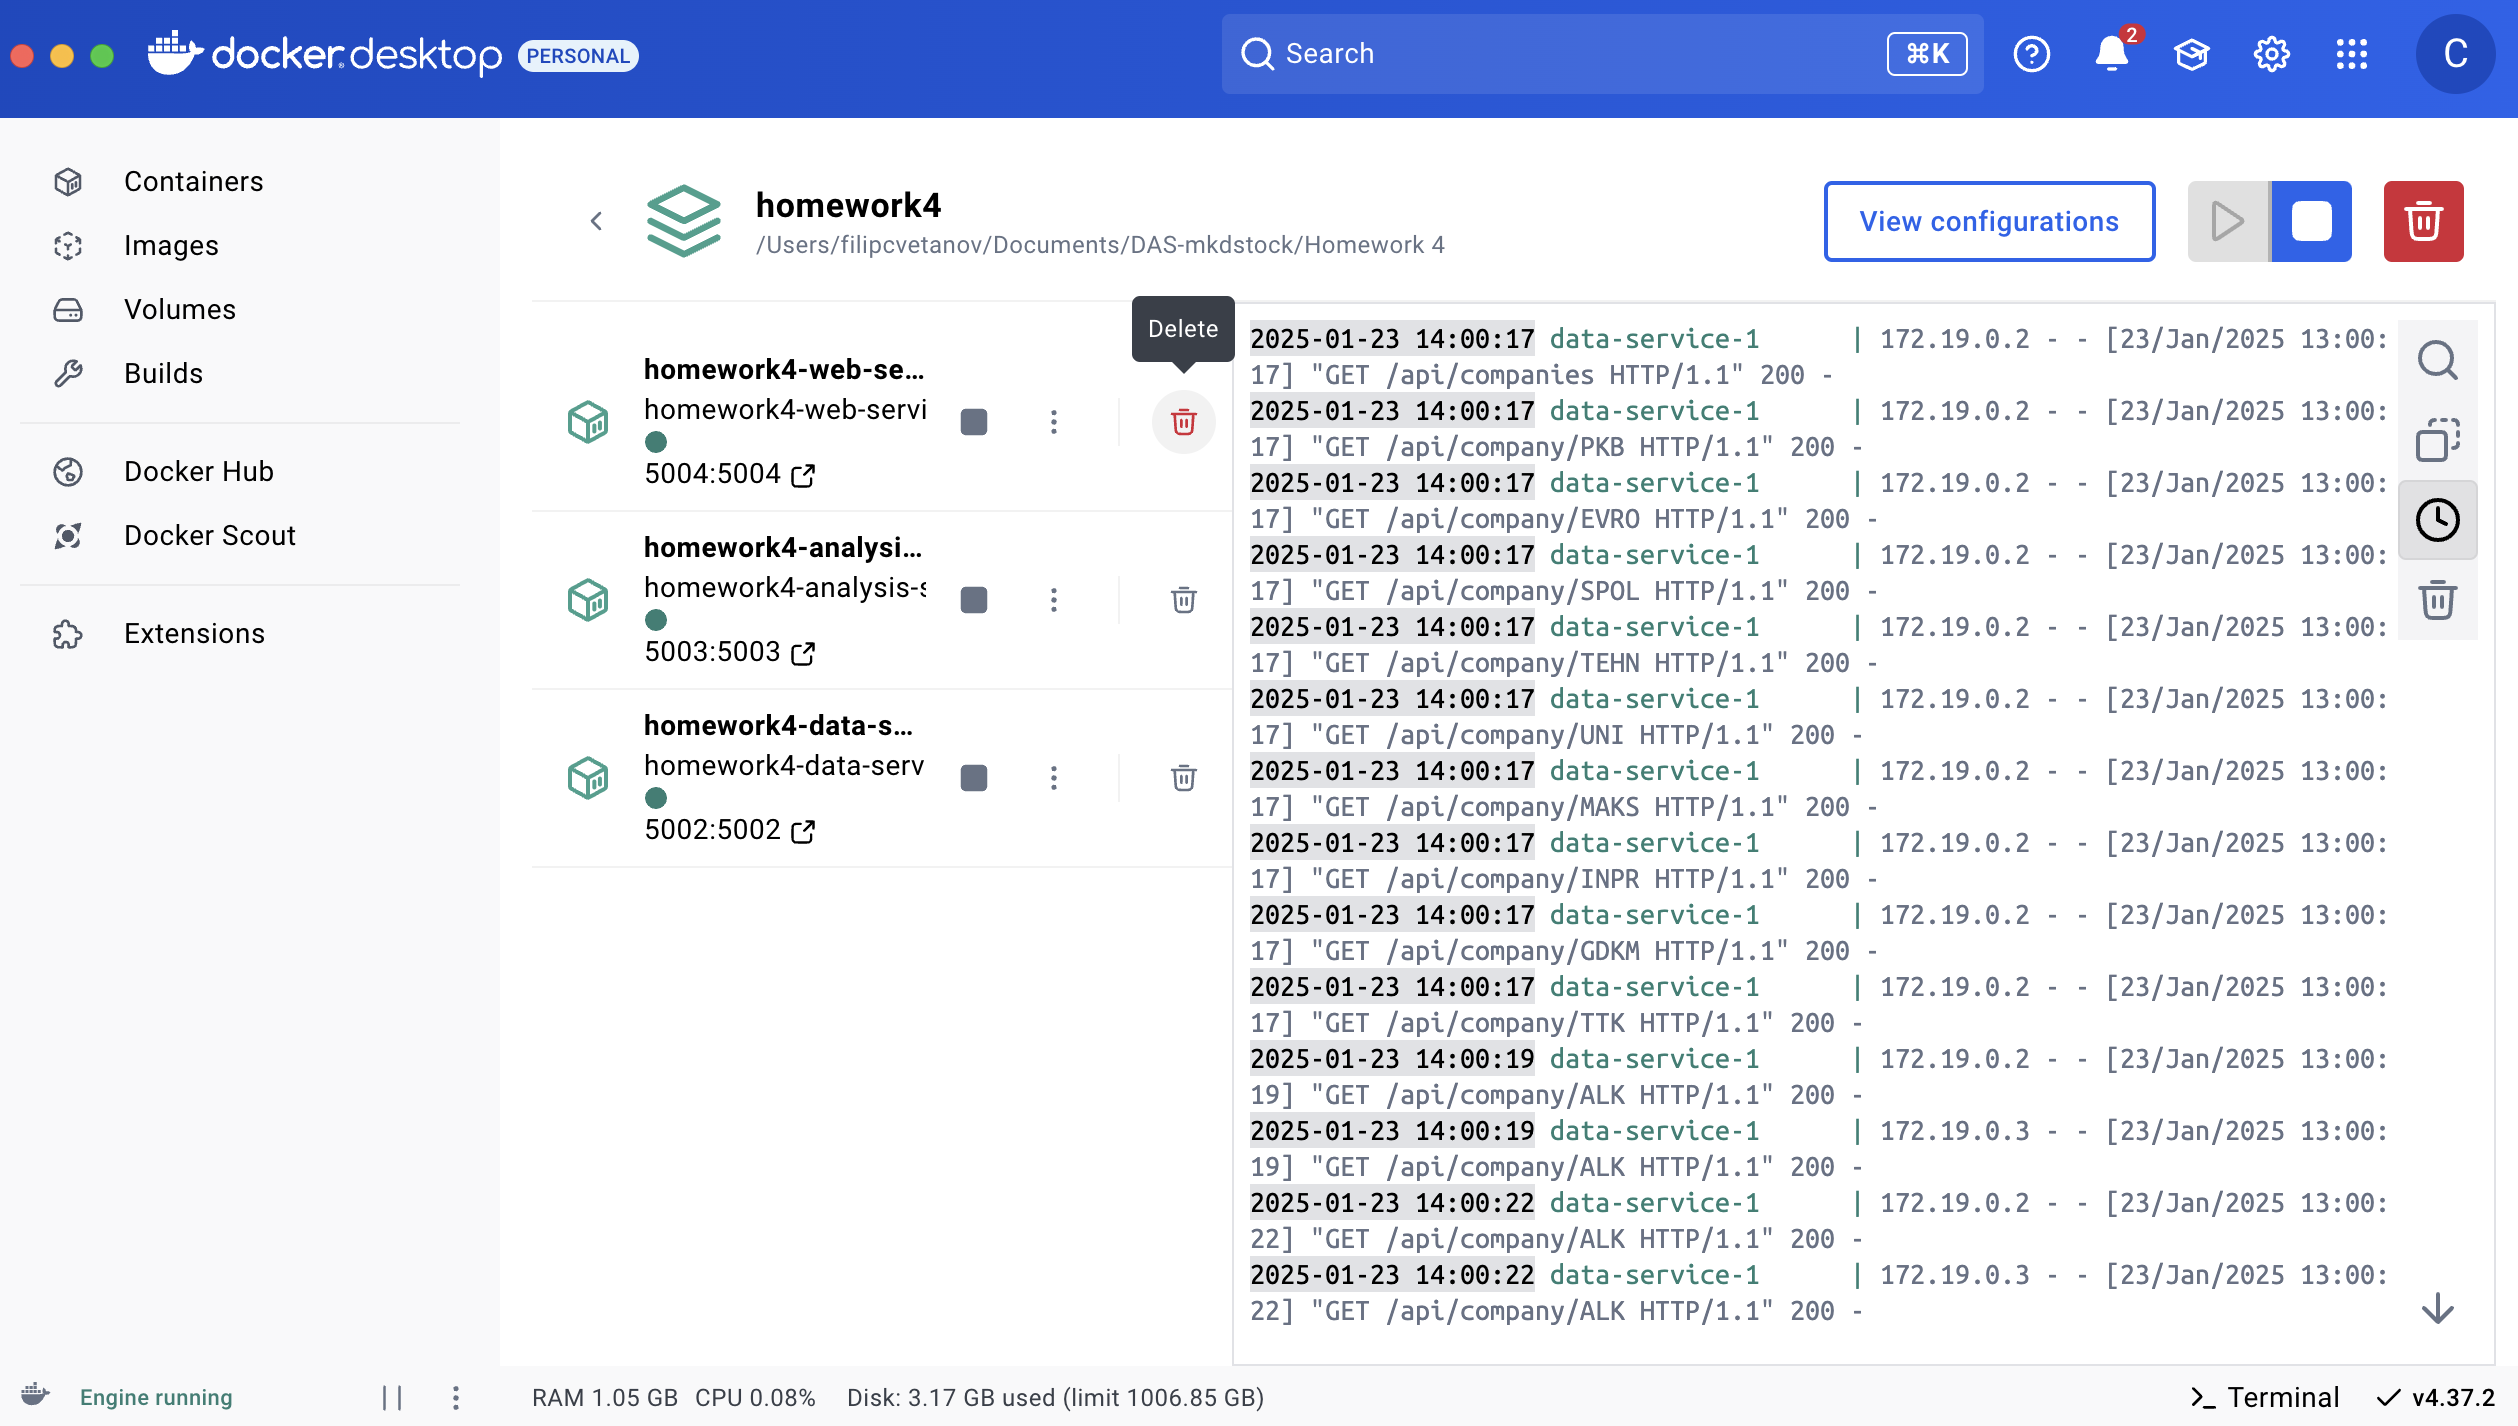 docker.desktop PERSONAL
Search ⌘K
2
C
Containers
Images
Volumes
Builds
Docker Hub
Docker Scout
Extensions
homework4
/Users/filipcvetanov/Documents/DAS-mkdstock/Homework 4
View configurations
Delete
homework4-web-se...
homework4-web-servi
5004:5004
homework4-analysi...
homework4-analysis-s
5003:5003
homework4-data-s...
homework4-data-serv
5002:5002
2025-01-23 14:00:17 data-service-1 | 172.19.0.2 - - [23/Jan/2025 13:00:
17] "GET /api/companies HTTP/1.1" 200 -
2025-01-23 14:00:17 data-service-1 | 172.19.0.2 - - [23/Jan/2025 13:00:
17] "GET /api/company/PKB HTTP/1.1" 200 -
2025-01-23 14:00:17 data-service-1 | 172.19.0.2 - - [23/Jan/2025 13:00:
17] "GET /api/company/EVRO HTTP/1.1" 200 -
2025-01-23 14:00:17 data-service-1 | 172.19.0.2 - - [23/Jan/2025 13:00:
17] "GET /api/company/SPOL HTTP/1.1" 200 -
2025-01-23 14:00:17 data-service-1 | 172.19.0.2 - - [23/Jan/2025 13:00:
17] "GET /api/company/TEHN HTTP/1.1" 200 -
2025-01-23 14:00:17 data-service-1 | 172.19.0.2 - - [23/Jan/2025 13:00:
17] "GET /api/company/UNI HTTP/1.1" 200 -
2025-01-23 14:00:17 data-service-1 | 172.19.0.2 - - [23/Jan/2025 13:00:
17] "GET /api/company/MAKS HTTP/1.1" 200 -
2025-01-23 14:00:17 data-service-1 | 172.19.0.2 - - [23/Jan/2025 13:00:
17] "GET /api/company/INPR HTTP/1.1" 200 -
2025-01-23 14:00:17 data-service-1 | 172.19.0.2 - - [23/Jan/2025 13:00:
17] "GET /api/company/GDKM HTTP/1.1" 200 -
2025-01-23 14:00:17 data-service-1 | 172.19.0.2 - - [23/Jan/2025 13:00:
17] "GET /api/company/TTK HTTP/1.1" 200 -
2025-01-23 14:00:19 data-service-1 | 172.19.0.2 - - [23/Jan/2025 13:00:
19] "GET /api/company/ALK HTTP/1.1" 200 -
2025-01-23 14:00:19 data-service-1 | 172.19.0.3 - - [23/Jan/2025 13:00:
19] "GET /api/company/ALK HTTP/1.1" 200 -
2025-01-23 14:00:22 data-service-1 | 172.19.0.2 - - [23/Jan/2025 13:00:
22] "GET /api/company/ALK HTTP/1.1" 200 -
2025-01-23 14:00:22 data-service-1 | 172.19.0.3 - - [23/Jan/2025 13:00:
22] "GET /api/company/ALK HTTP/1.1" 200 -
Engine running
RAM 1.05 GB CPU 0.08% Disk: 3.17 GB used (limit 1006.85 GB)
Terminal
v4.37.2